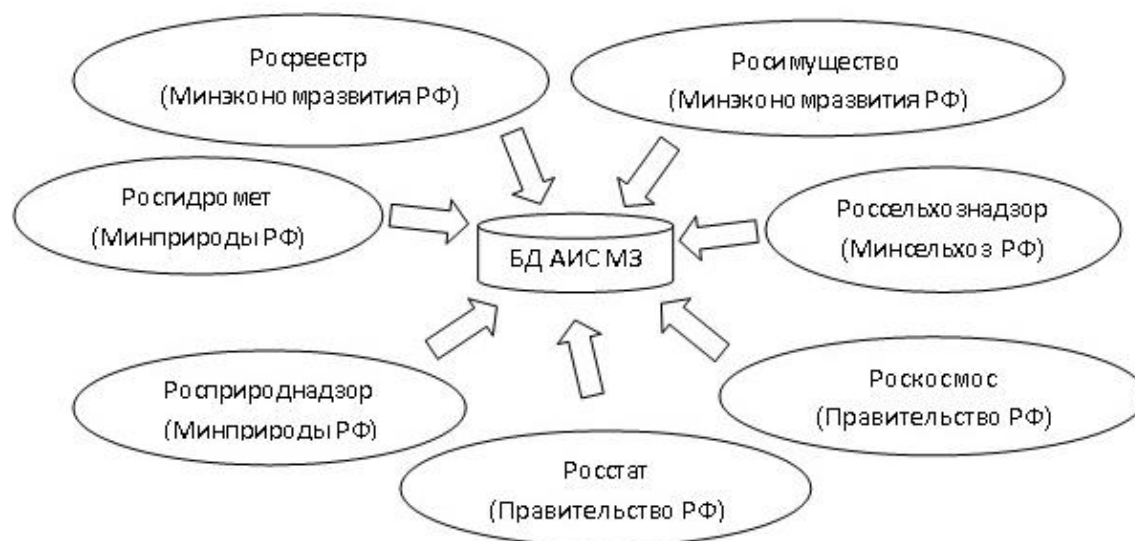 Росреестр
(Минэкономразвития РФ)
Росимущество
(Минэкономразвития РФ)
Росгидромет
(Минприроды РФ)
Россельхознадзор
(Минсельхоз РФ)
БД АИС МЗ
Росприроднадзор
(Минприроды РФ)
Роскосмос
(Правительство РФ)
Росстат
(Правительство РФ)